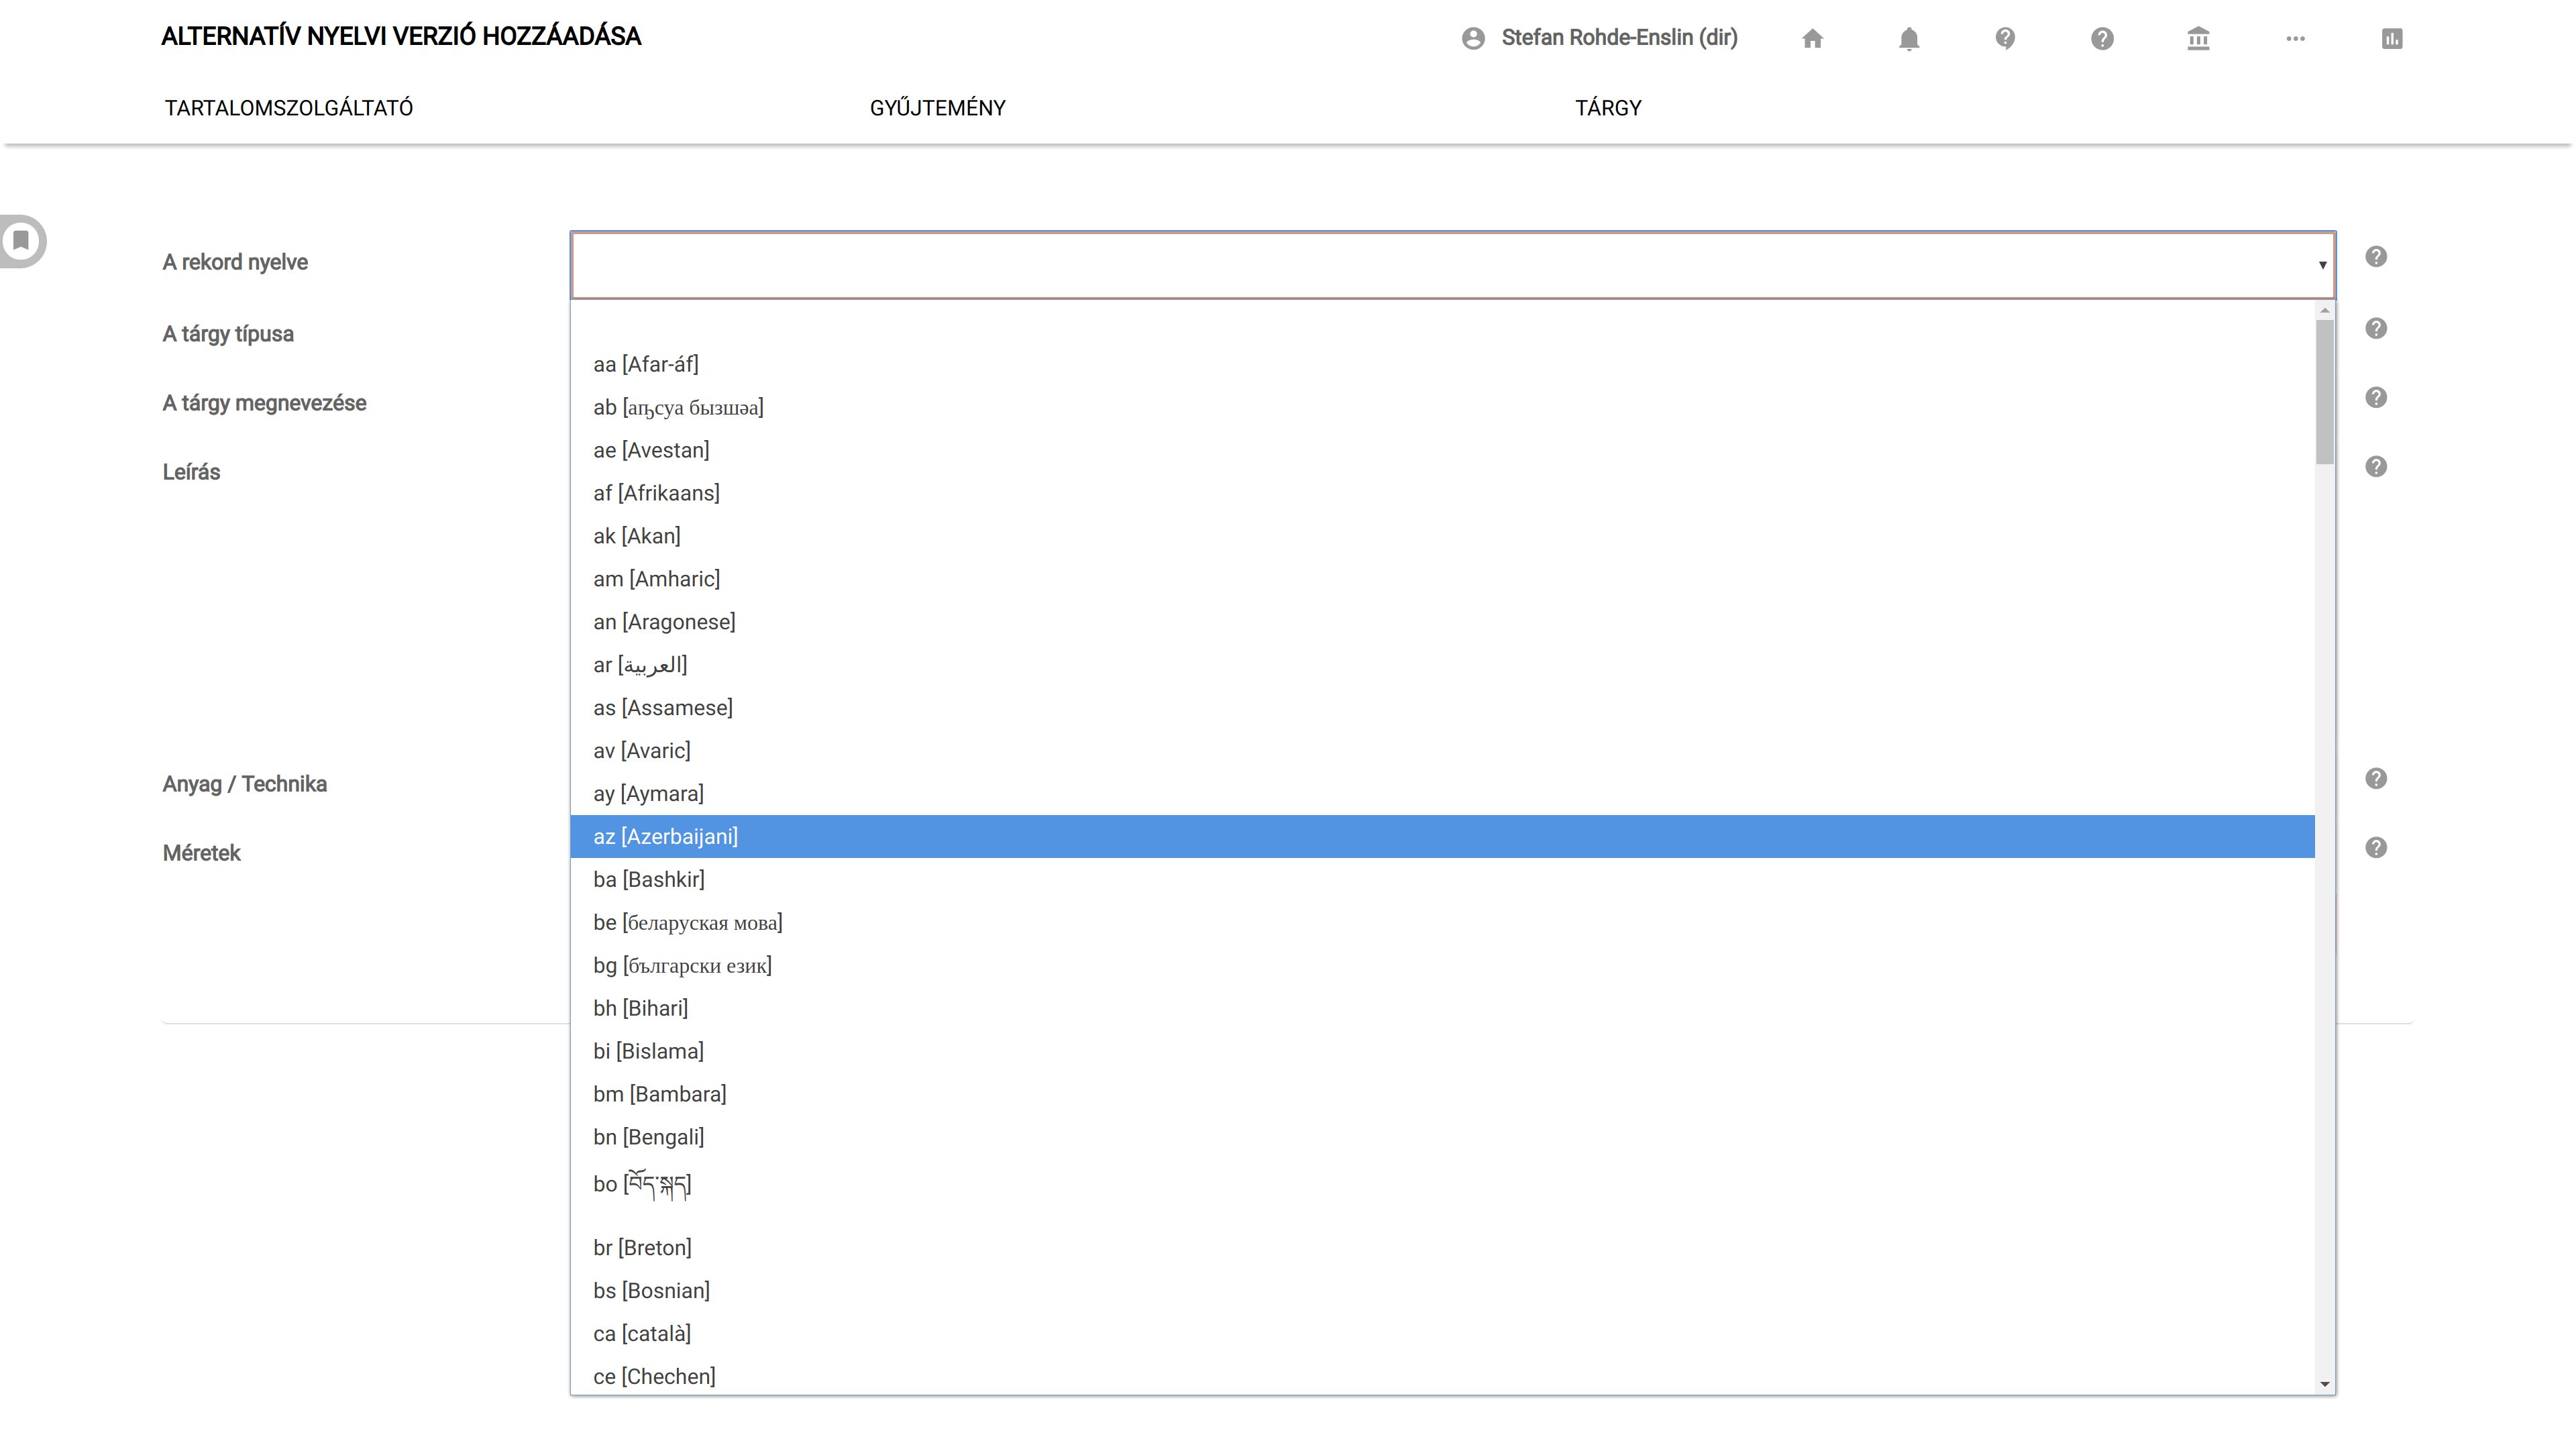 ALTERNATÍV NYELVI VERZIÓ HOZZÁADÁSA
Stefan Rohde-Enslin (dir)
TARTALOMSZOLGÁLTATÓ
GYŰJTEMÉNY
TÁRGY
A rekord nyelve
A tárgy típusa
A tárgy megnevezése
Leírás
Anyag / Technika
Méretek
aa [Afar-áf]
ab [аҧсуа бызшәа]
ae [Avestan]
af [Afrikaans]
ak [Akan]
am [Amharic]
an [Aragonese]
ar [العربية]
as [Assamese]
av [Avaric]
ay [Aymara]
az [Azerbaijani]
ba [Bashkir]
be [беларуская мова]
bg [български език]
bh [Bihari]
bi [Bislama]
bm [Bambara]
bn [Bengali]
bo [བོད་སྐད]
br [Breton]
bs [Bosnian]
ca [català]
ce [Chechen]